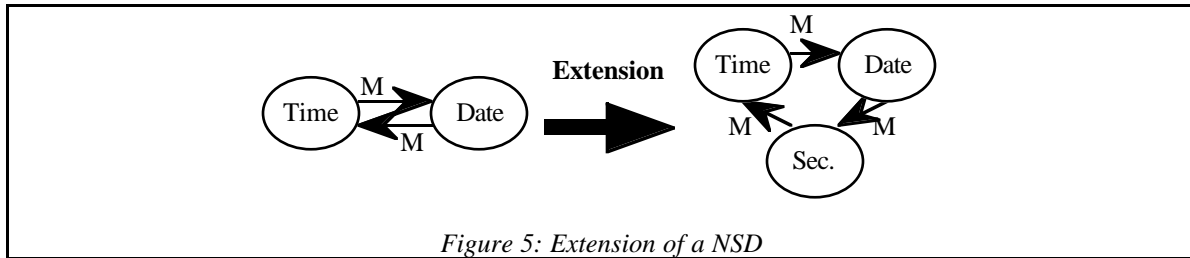 Time
M
M
Date
Extension
Time
M
Date
M
M
Sec.
Figure 5: Extension of a NSD